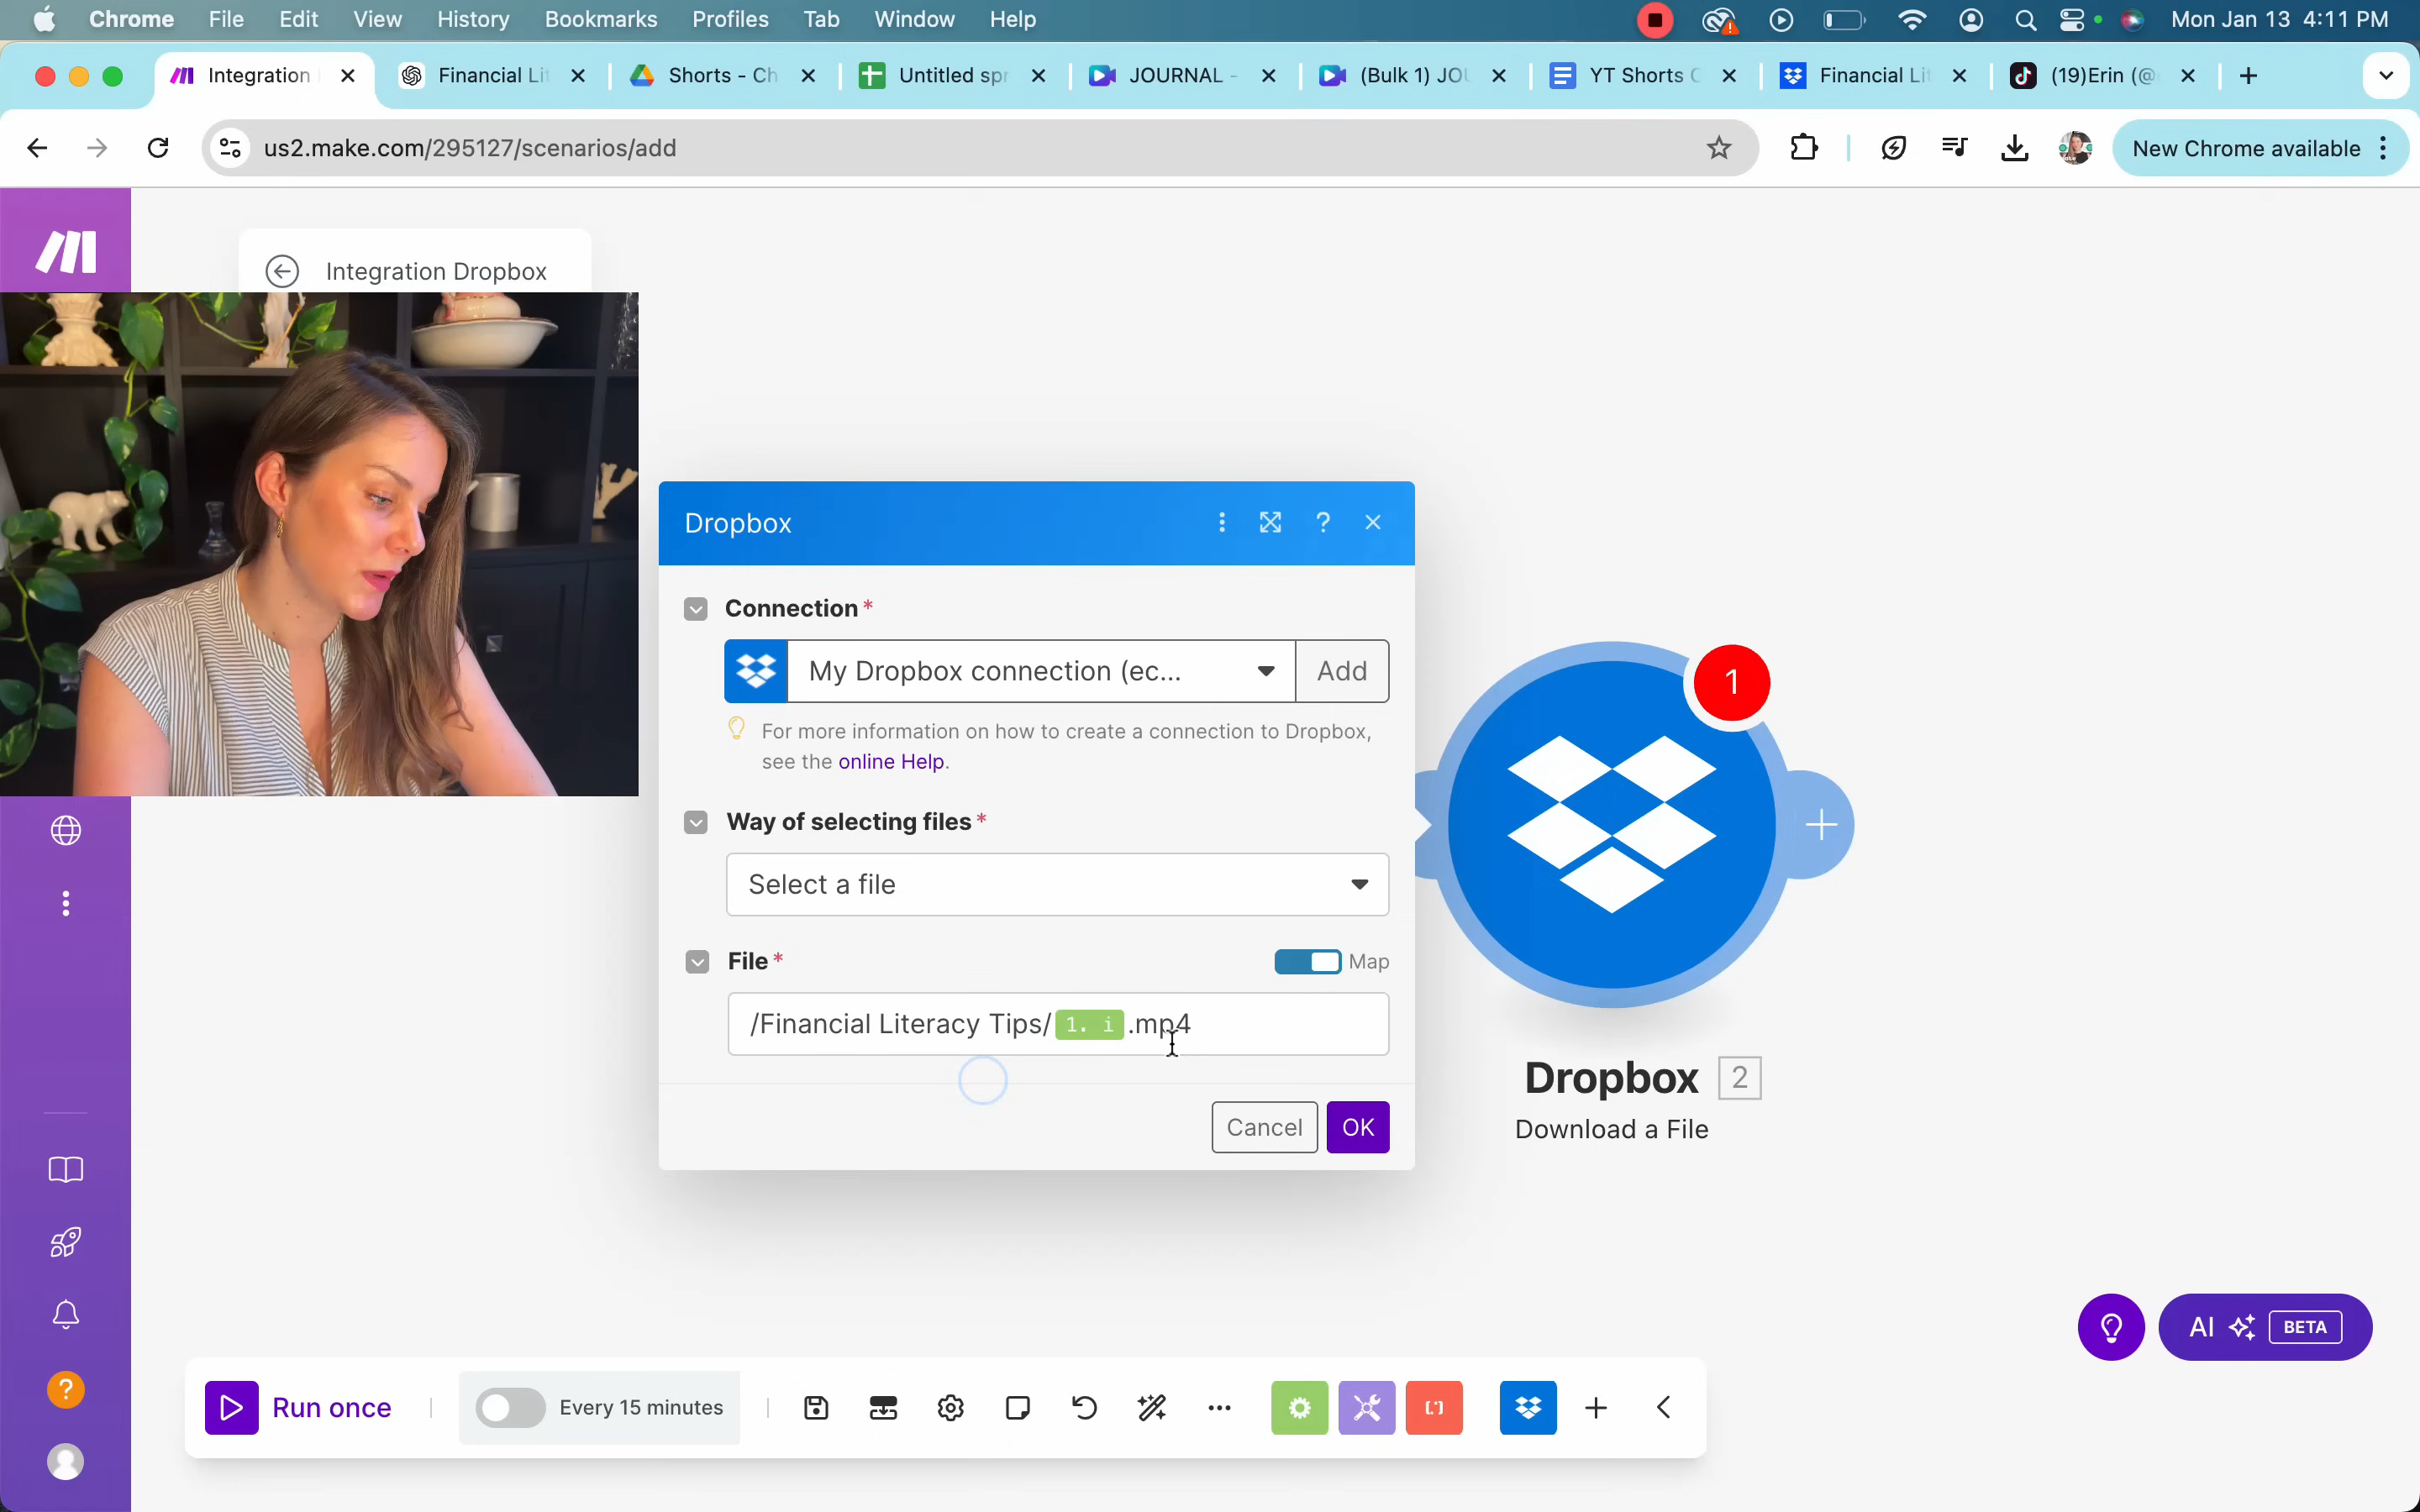 Chrome File Edit View History Bookmarks Profiles Tab Window Help Mon Jan 13 4:11 PM
Integration Financial Lit Shorts - Ch Untitled spr JOURNAL - (Bulk 1) JOU YT Shorts C Financial Lit (19)Erin (@
us2.make.com/295127/scenarios/add New Chrome available
Integration Dropbox
Dropbox ?
Connection *
My Dropbox connection (ec... Add
For more information on how to create a connection to Dropbox,
see the online Help.
Way of selecting files *
Select a file
File * Map
/Financial Literacy Tips/ 1. i .mp4
Cancel OK
1
Dropbox 2
Download a File
AI BETA
?
Run once Every 15 minutes